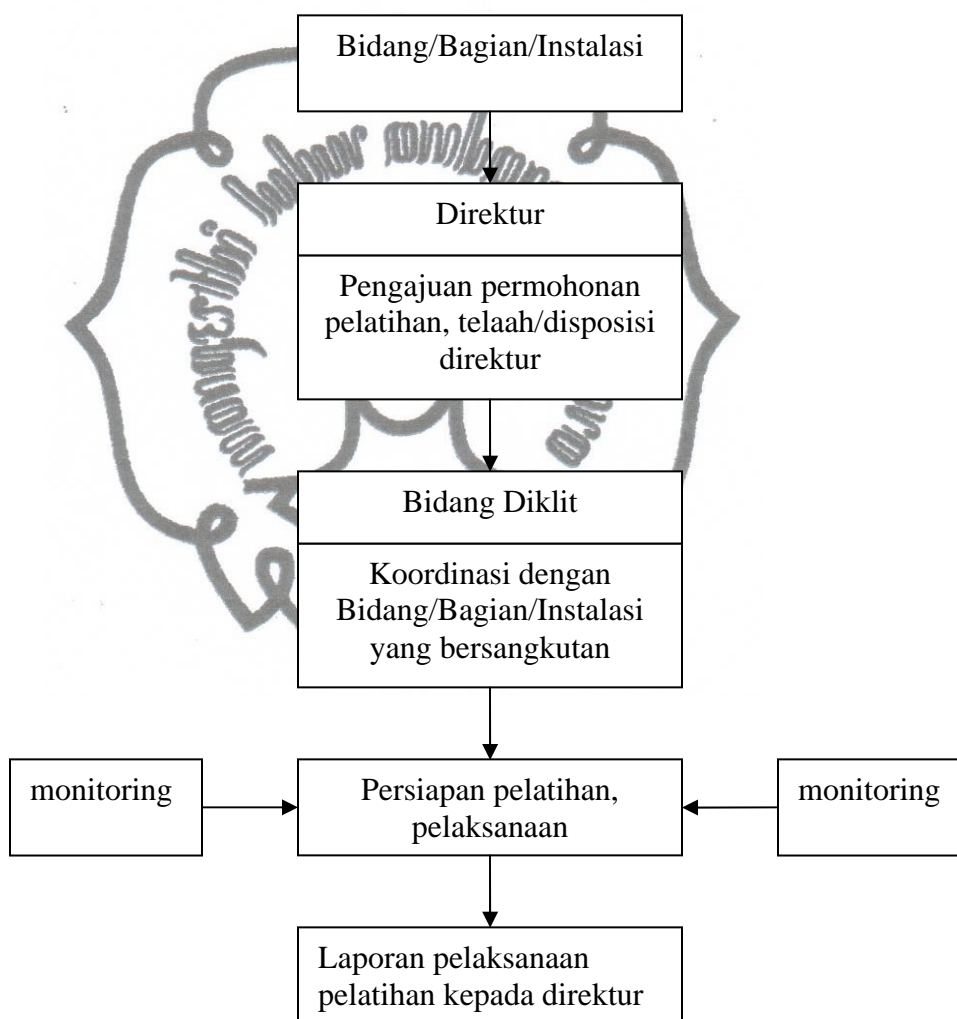 Bidang/Bagian/Instalasi
Direktur
Pengajuan permohonan
pelatihan, telaah/disposisi
direktur
Bidang Diklit
Koordinasi dengan
Bidang/Bagian/Instalasi
yang bersangkutan
monitoring
Persiapan pelatihan,
pelaksanaan
monitoring
Laporan pelaksanaan
pelatihan kepada direktur